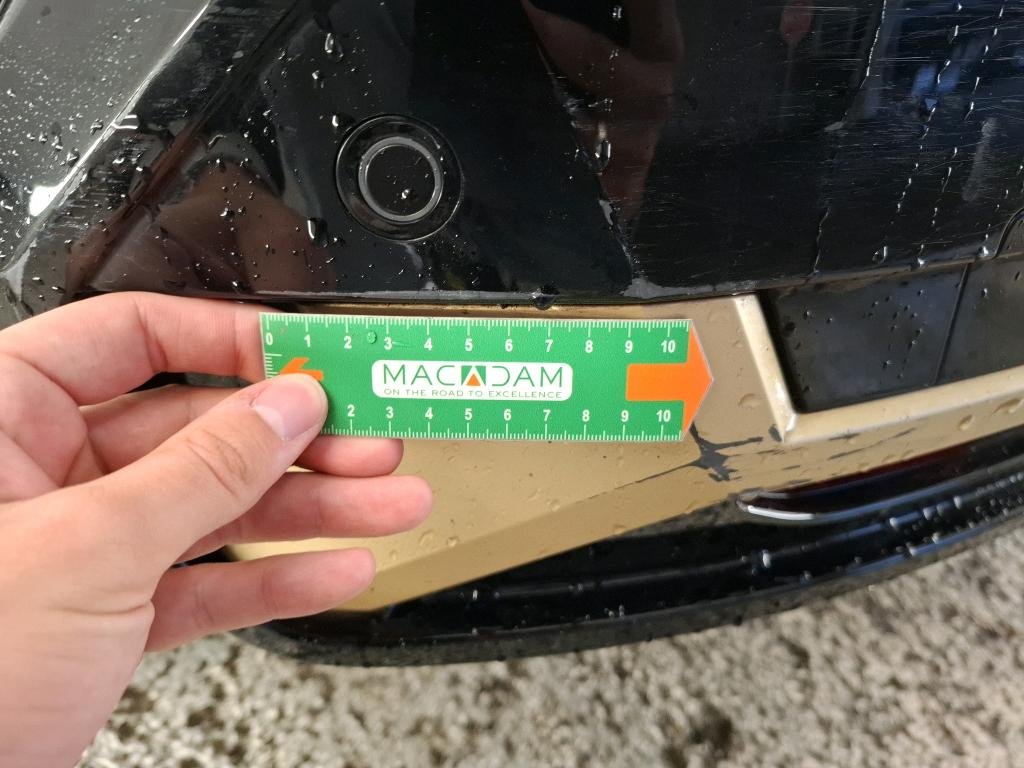 0 1 2 3 4 5 6 7 8 9 10
MACADAM
ON THE ROAD TO EXCELLENCE
2 3 4 5 6 7 8 9 10